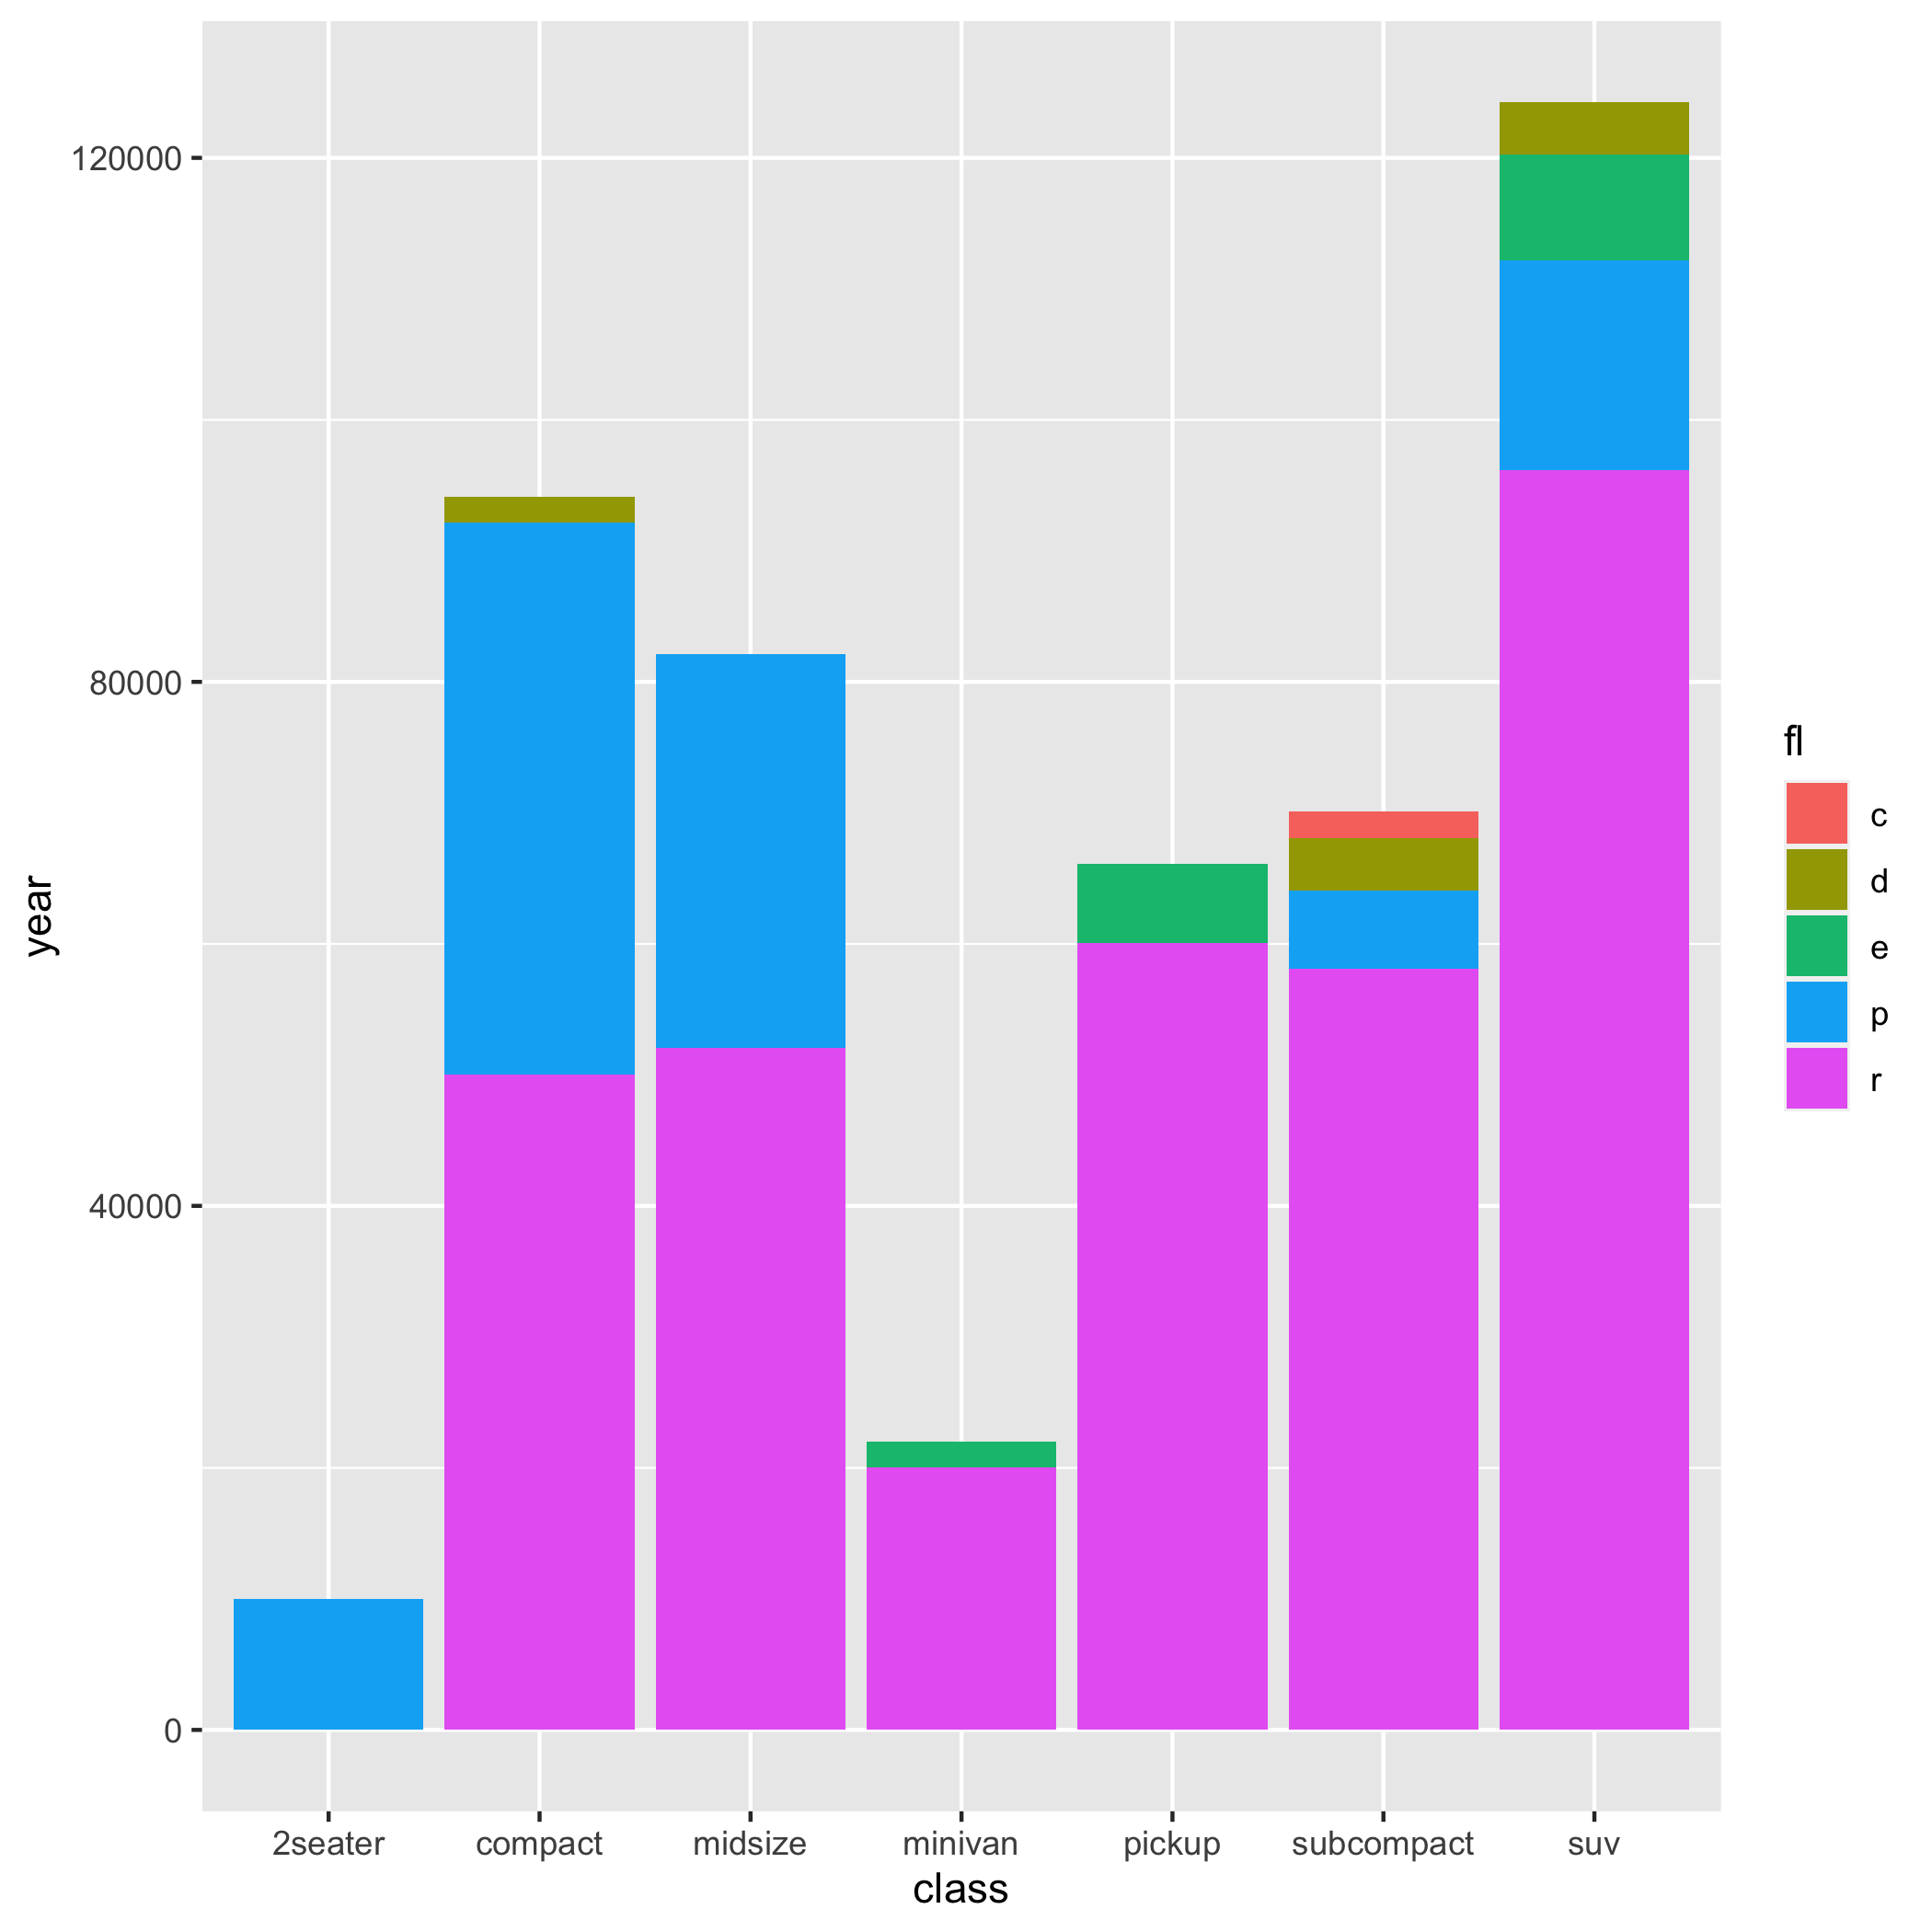 120000
80000
40000
0
year
2seater compact midsize minivan pickup subcompact suv
class
fl
c
d
e
p
r